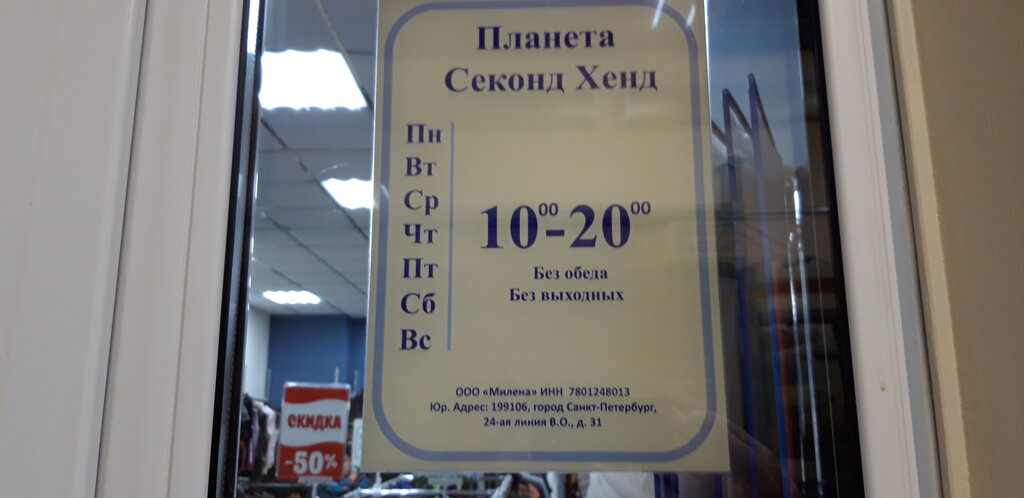 Планета
Секонд Хенд
Пн
Вт
Ср
Чт
Пт
Сб
Вс
10⁰⁰-20⁰⁰
Без обеда
Без выходных
ООО «Милена» ИНН 7801248013
Юр. Адрес: 199106, город Санкт-Петербург,
24-ая линия В.О., д. 31
СКИДКА
-50%